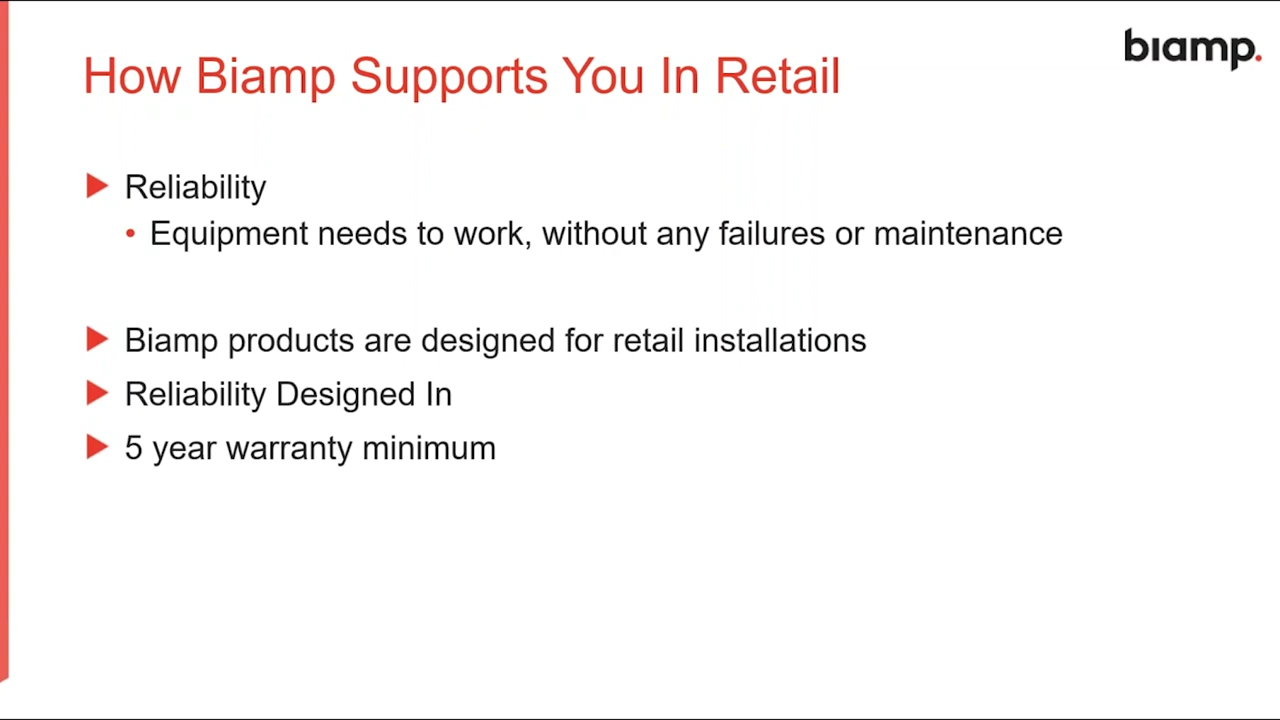 biamp.
How Biamp Supports You In Retail
Reliability
Equipment needs to work, without any failures or maintenance
Biamp products are designed for retail installations
Reliability Designed In
5 year warranty minimum